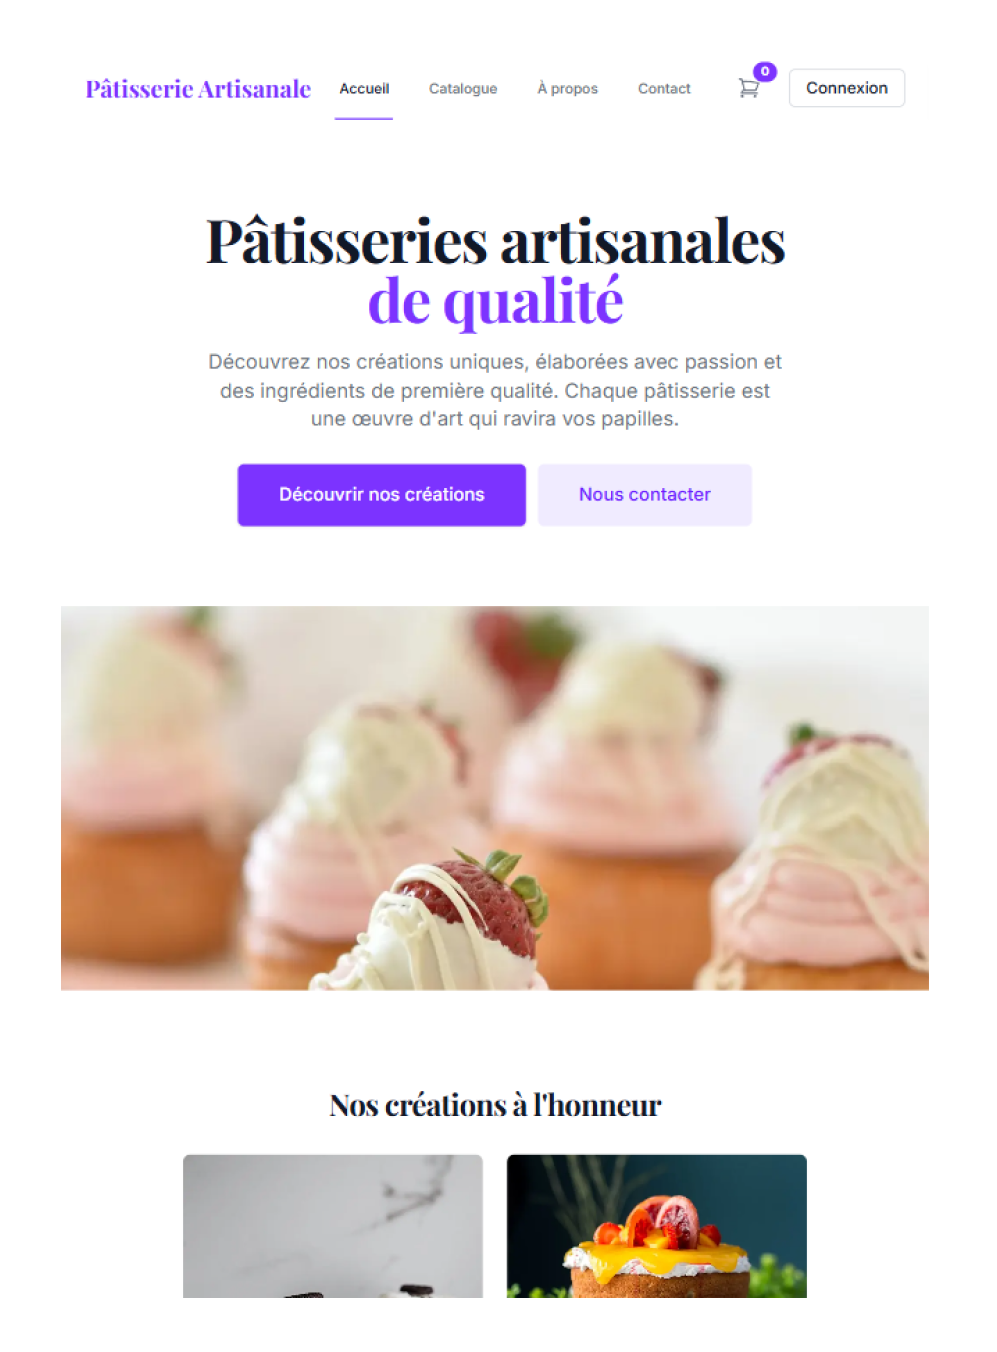 Pâtisserie Artisanale
Accueil
Catalogue
À propos
Contact
0
Connexion
Pâtisseries artisanales
de qualité
Découvrez nos créations uniques, élaborées avec passion et
des ingrédients de première qualité. Chaque pâtisserie est
une œuvre d'art qui ravira vos papilles.
Découvrir nos créations
Nous contacter
Nos créations à l'honneur